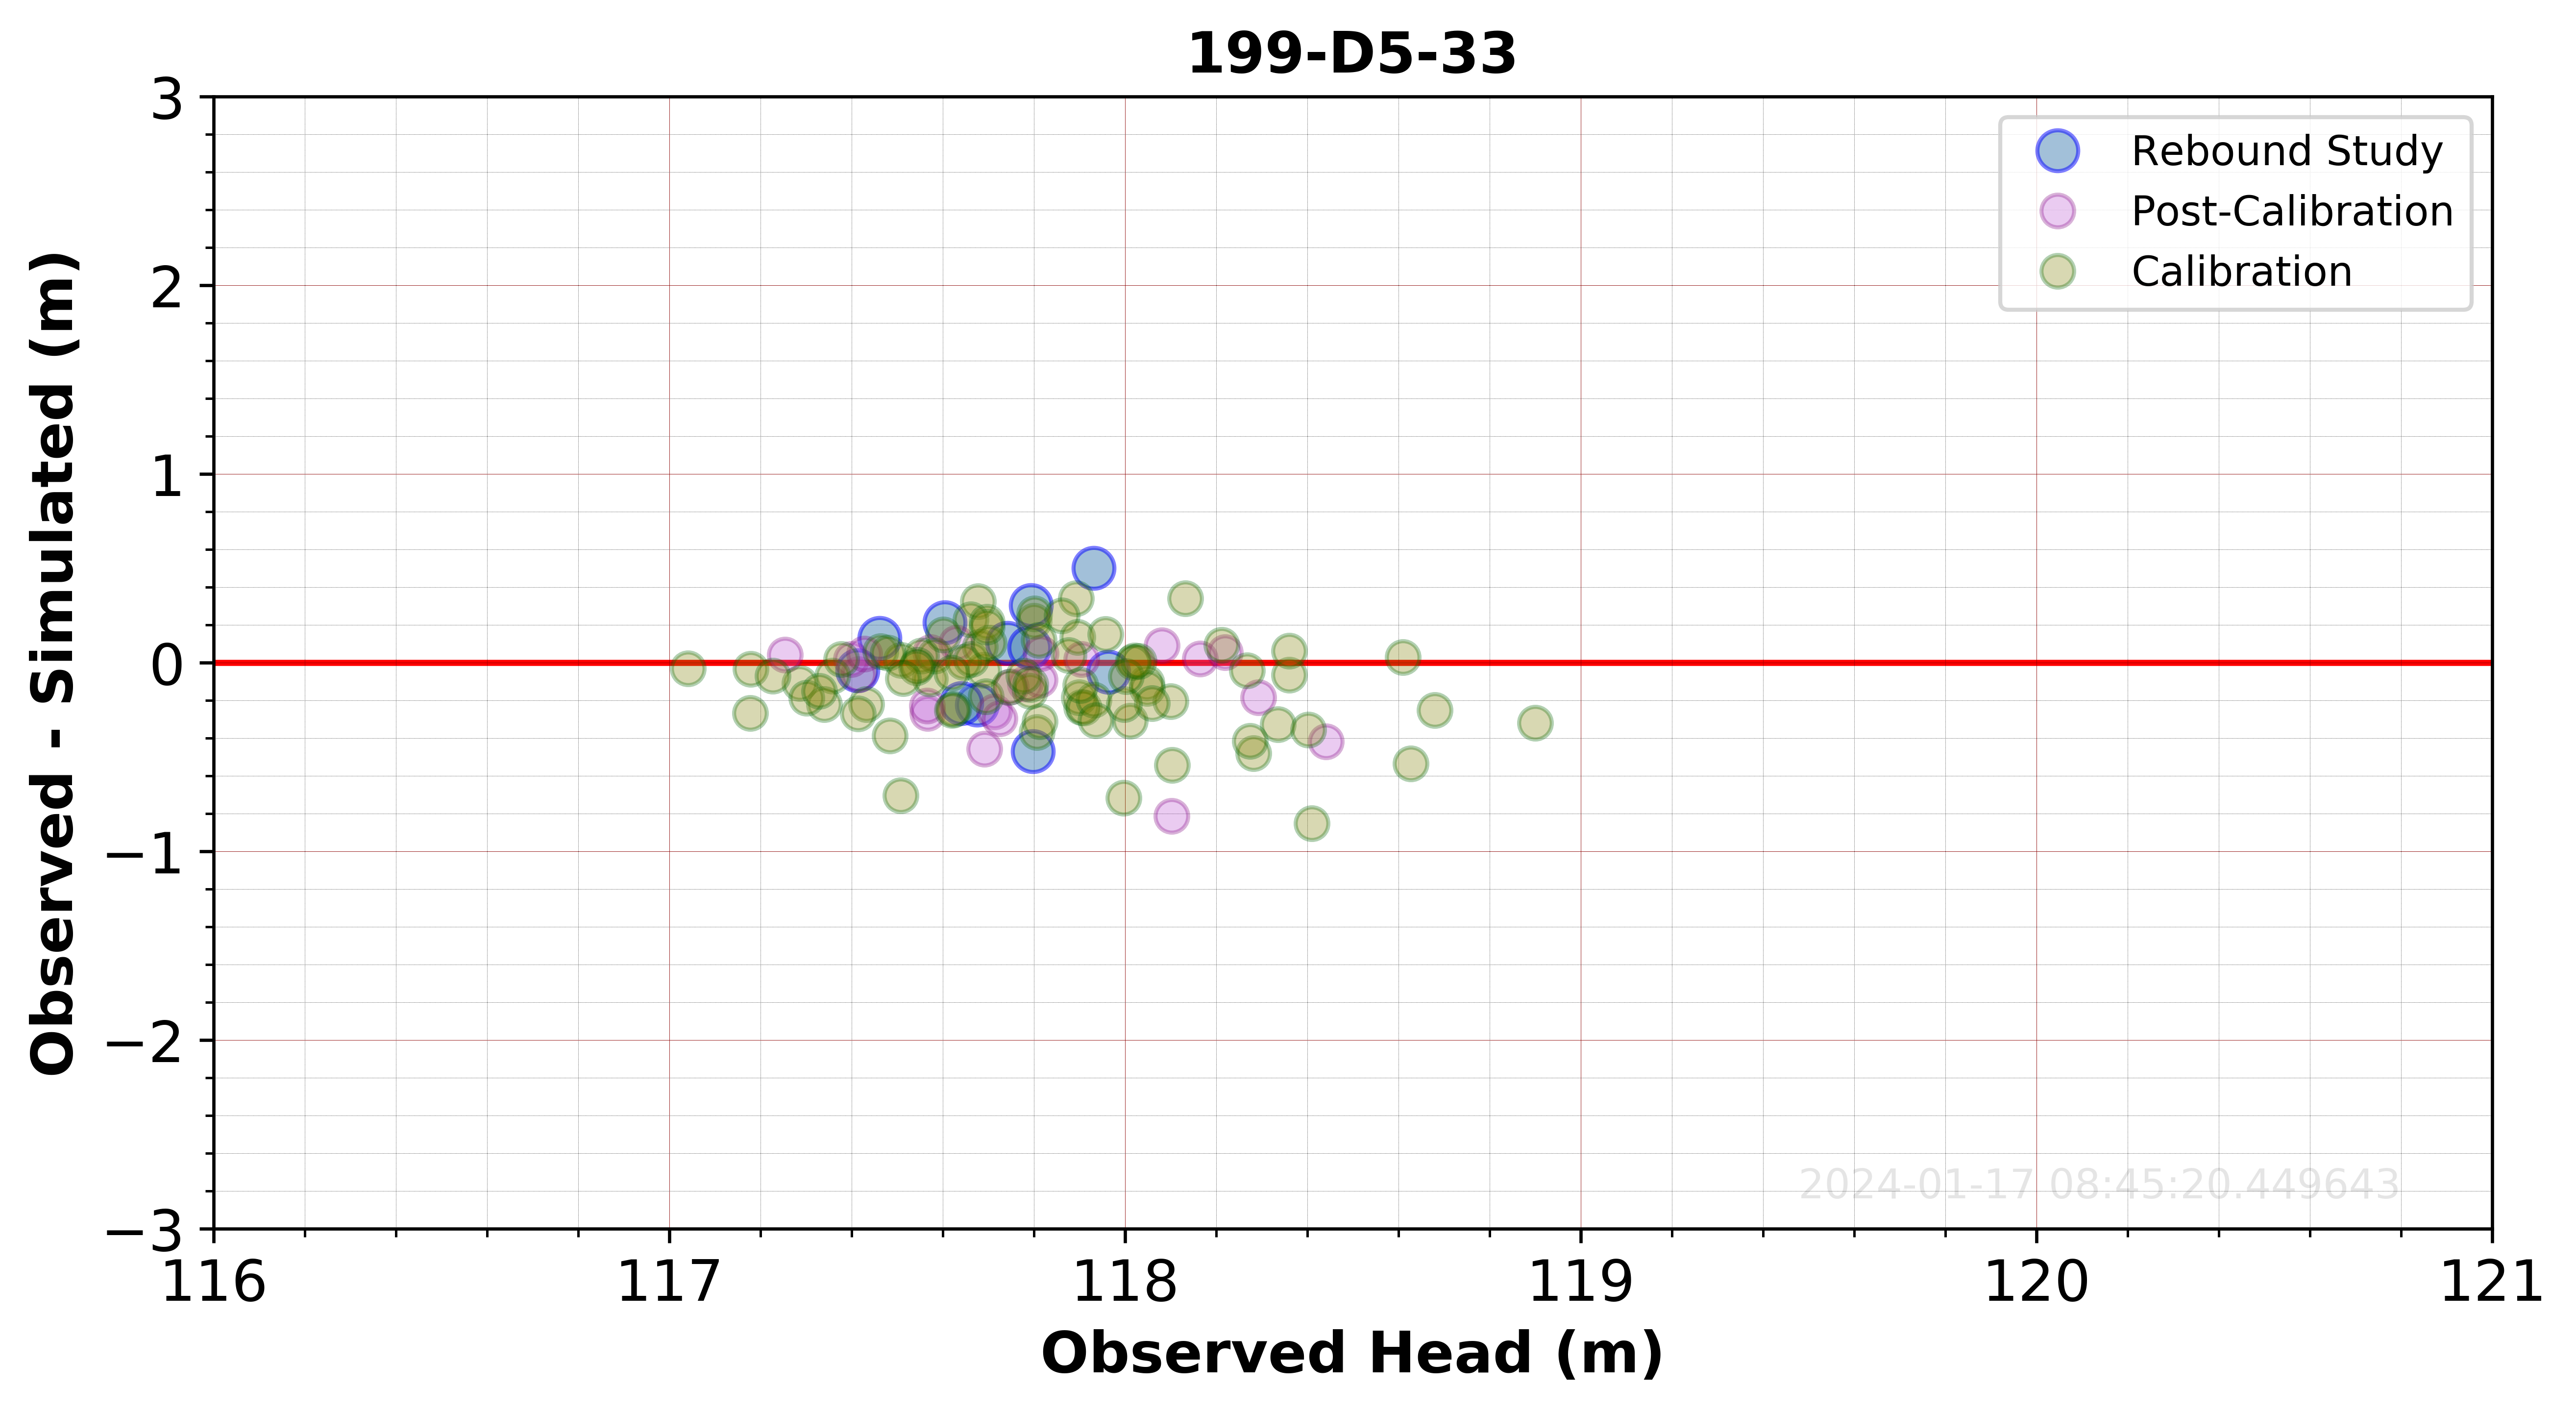 199-D5-33
3
2
1
0
−1
−2
−3
Observed - Simulated (m)
Rebound Study
Post-Calibration
Calibration
2024-01-17 08:45:20.449643
116 117 118 119 120 121
Observed Head (m)